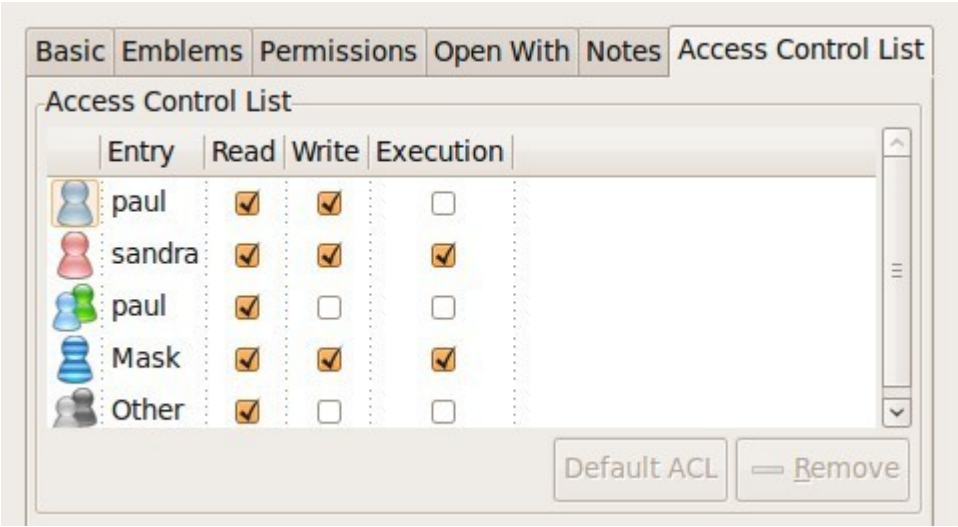 Basic Emblems Permissions Open With Notes Access Control List
Access Control List
Entry Read Write Execution
paul
sandra
paul
Mask
Other
Default ACL Remove